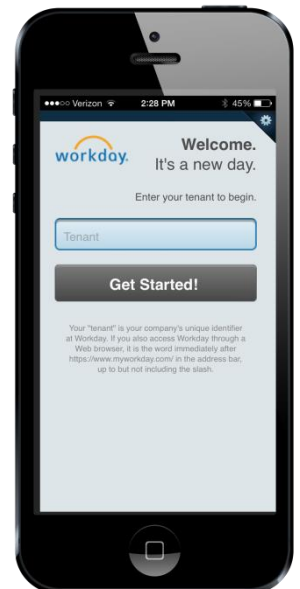 ●●●○○ Verizon 2:28 PM 45%
workday.
Welcome.
It's a new day.
Enter your tenant to begin.
Tenant
Get Started!
Your "tenant" is your company's unique identifier
at Workday. If you also access Workday through a
Web browser, it is the word immediately after
https://www.myworkday.com/ in the address bar,
up to but not including the slash.